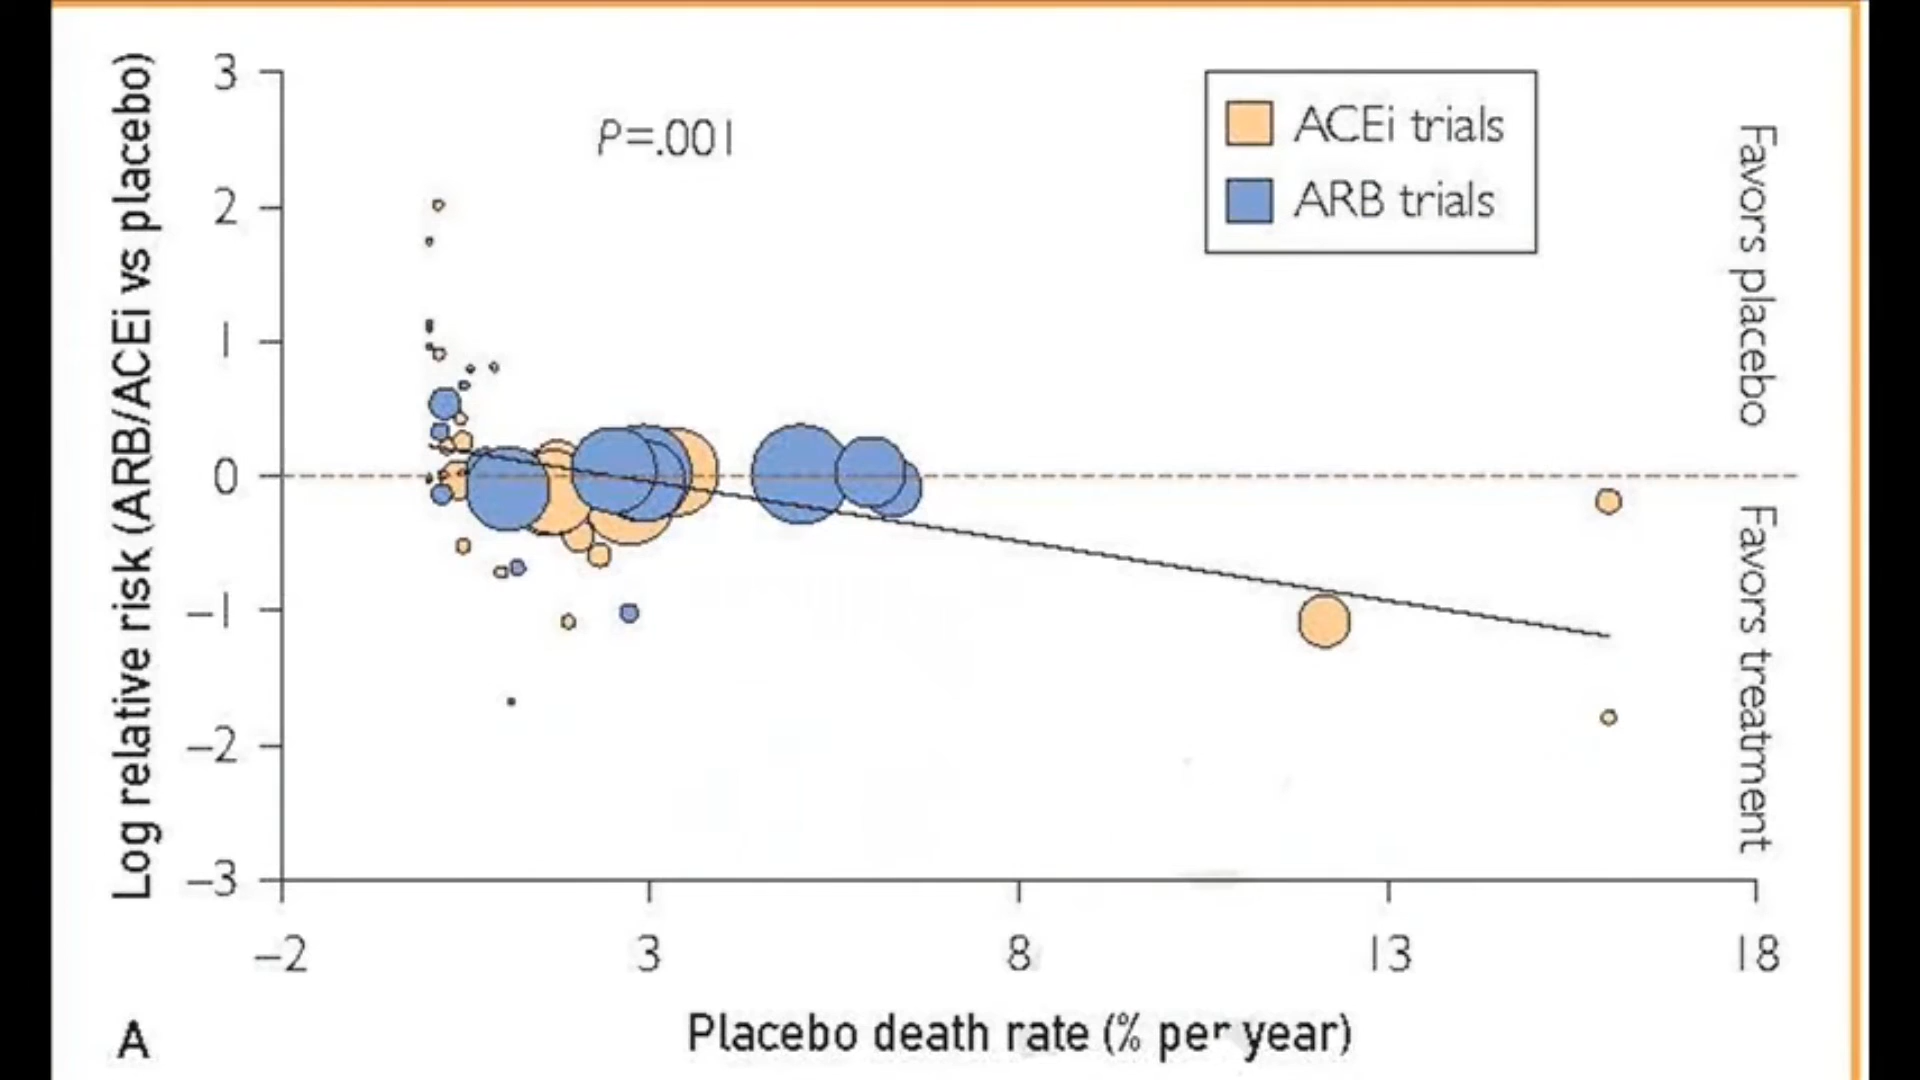 Log relative risk (ARB/ACEi vs placebo)
3
2
1
0
−1
−2
−3
P=.001
ACEi trials
ARB trials
Favors placebo
Favors treatment
−2
3
8
13
18
Placebo death rate (% per year)
A